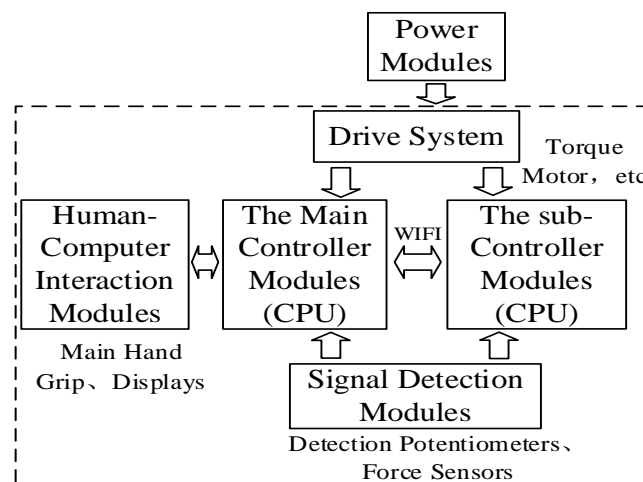 Power
Modules
Drive System
Torque
Motor，etc
Human-
Computer
Interaction
Modules
The Main
Controller
Modules
(CPU)
WIFI
The sub-
Controller
Modules
(CPU)
Main Hand
Grip、Displays
Signal Detection
Modules
Detection Potentiometers、
Force Sensors